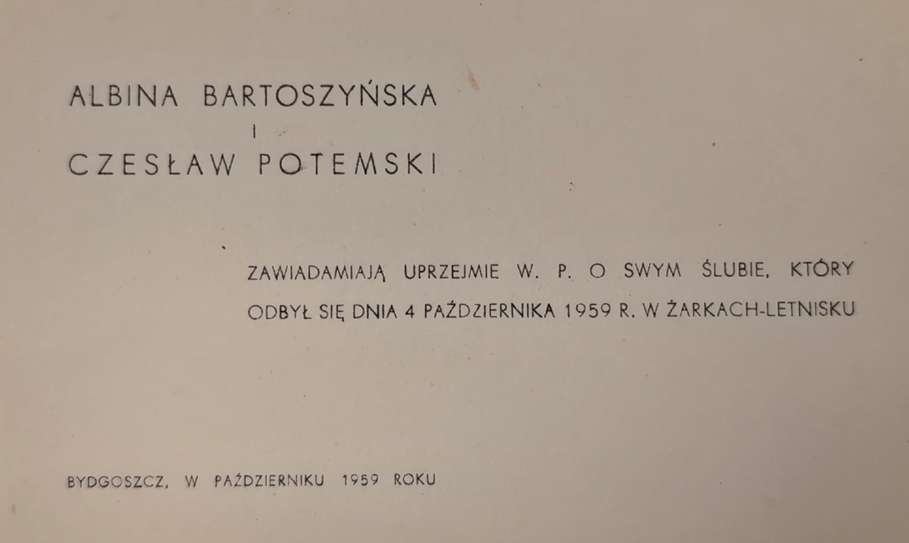 ALBINA BARTOSZYŃSKA
I
CZESŁAW POTEMSKI
ZAWIADAMIAJĄ UPRZEJMIE W. P. O SWYM ŚLUBIE, KTÓRY
ODBYŁ SIĘ DNIA 4 PAŹDZIERNIKA 1959 R. W ŻARKACH-LETNISKU
BYDGOSZCZ, W PAŹDZIERNIKU 1959 ROKU